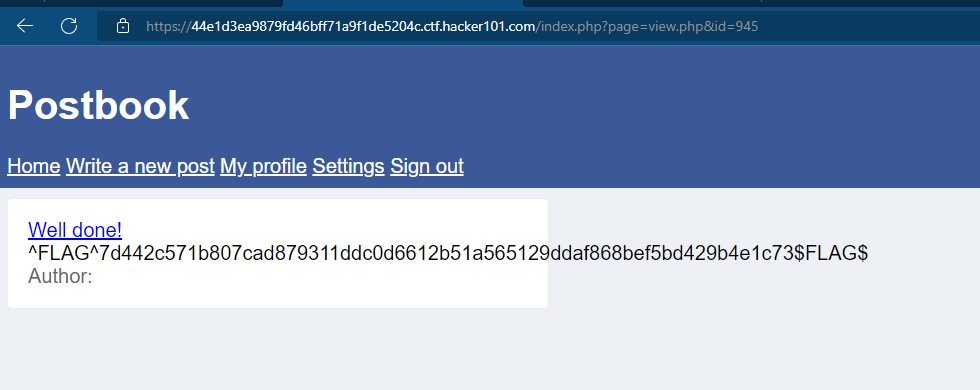 https://44e1d3ea9879fd46bff71a9f1de5204c.ctf.hacker101.com/index.php?page=view.php&id=945
Postbook
Home Write a new post My profile Settings Sign out
Well done!
^FLAG^7d442c571b807cad879311ddc0d6612b51a565129ddaf868bef5bd429b4e1c73$FLAG$
Author: